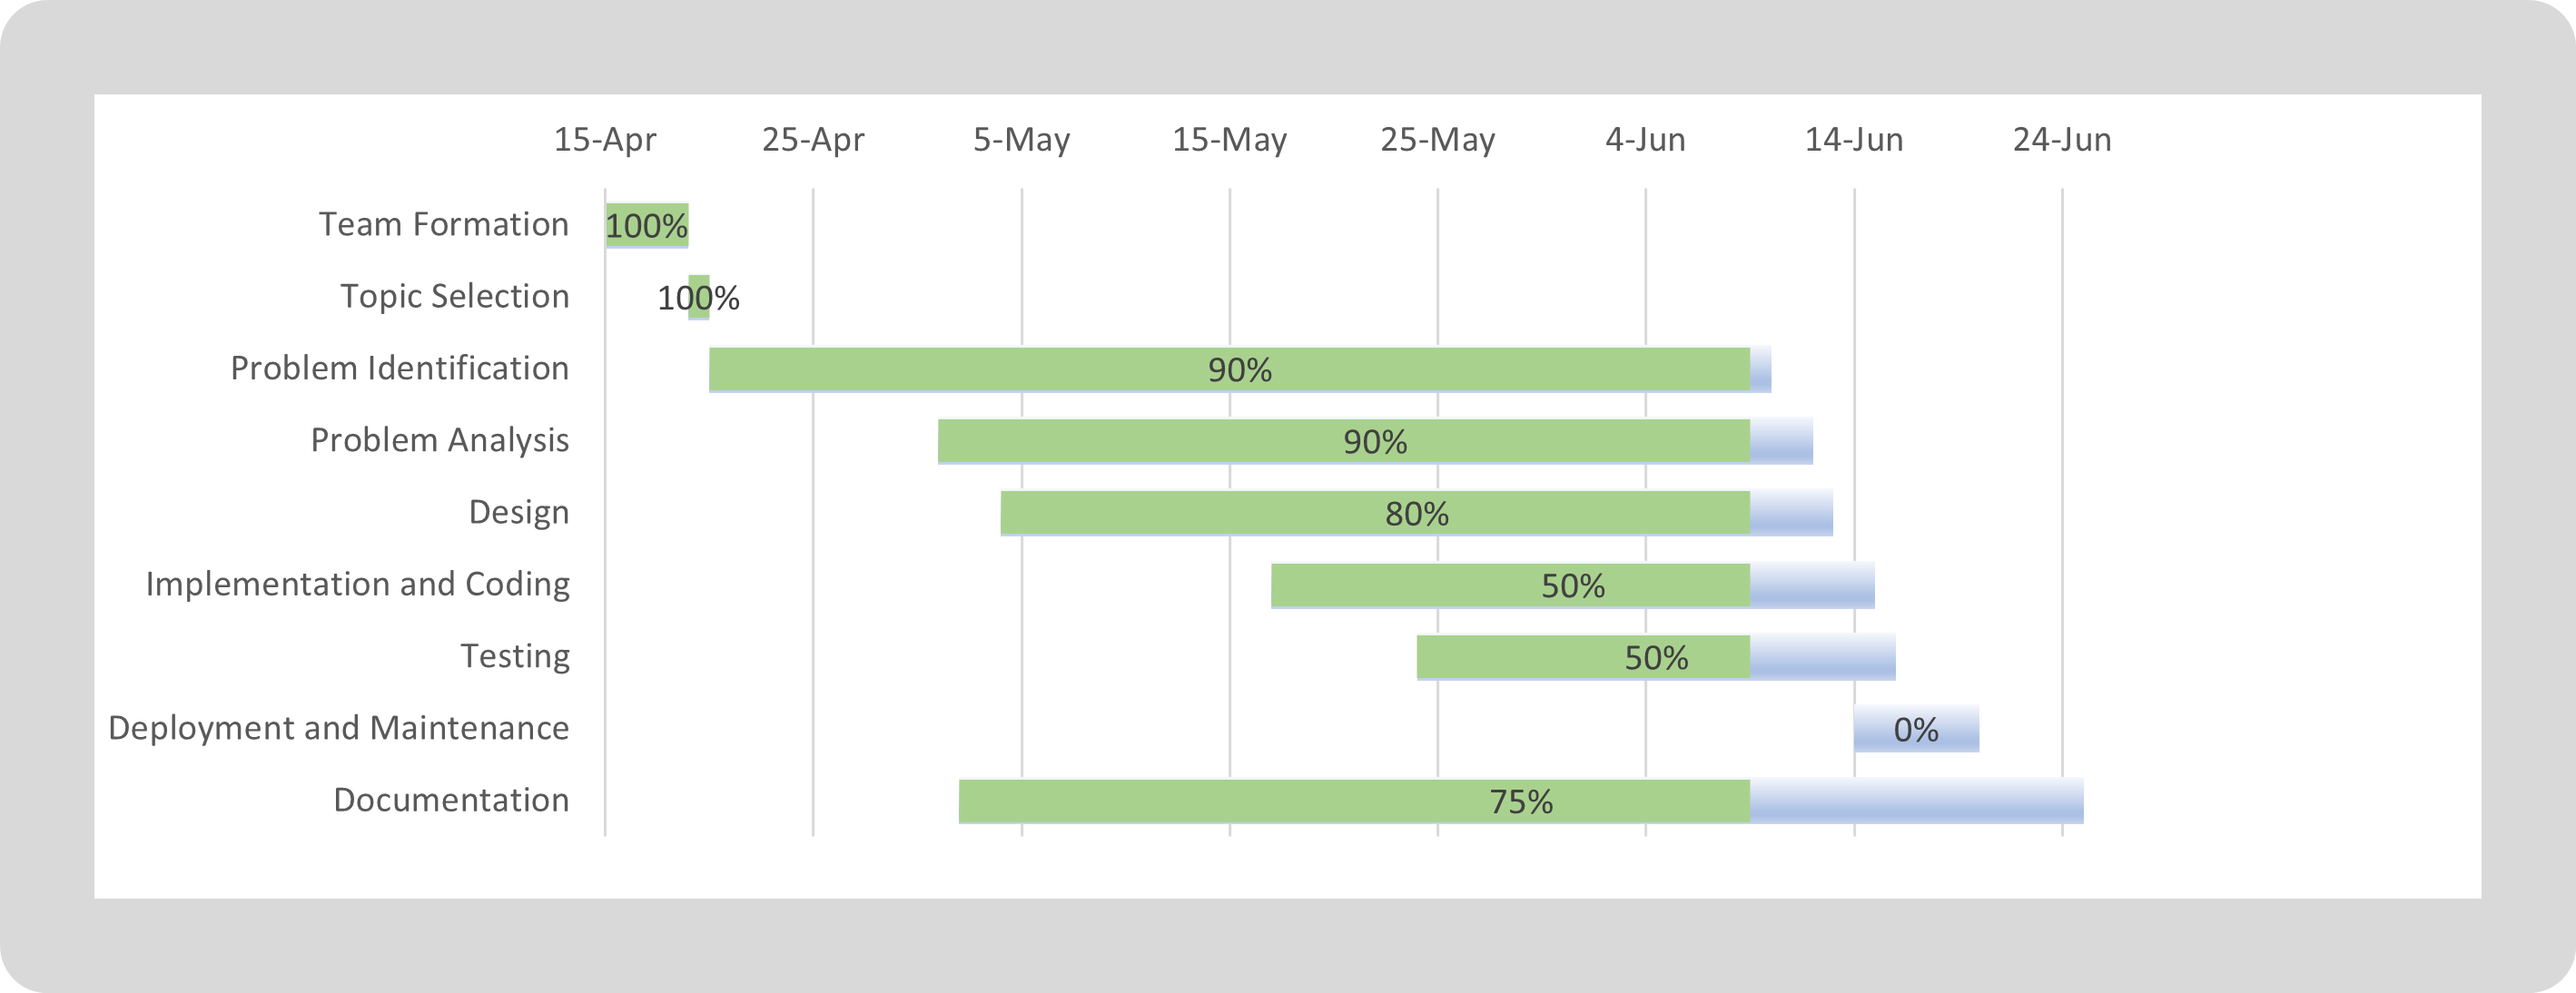 15-Apr 25-Apr 5-May 15-May 25-May 4-Jun 14-Jun 24-Jun
Team Formation 100%
Topic Selection 100%
Problem Identification 90%
Problem Analysis 90%
Design 80%
Implementation and Coding 50%
Testing 50%
Deployment and Maintenance 0%
Documentation 75%